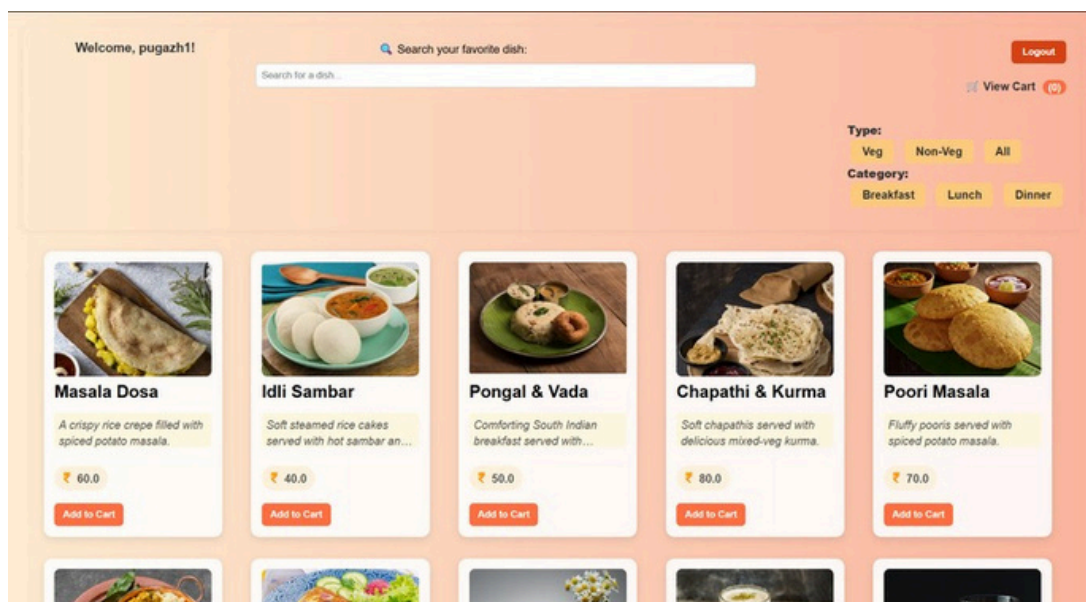 Welcome, pugazh1!
🔍 Search your favorite dish:
Search for a dish...
Logout
🛒 View Cart (0)
Type:
Veg Non-Veg All
Category:
Breakfast Lunch Dinner
Masala Dosa
A crispy rice crepe filled with
spiced potato masala.
₹ 60.0
Add to Cart
Idli Sambar
Soft steamed rice cakes
served with hot sambar an...
₹ 40.0
Add to Cart
Pongal & Vada
Comforting South Indian
breakfast served with...
₹ 50.0
Add to Cart
Chapathi & Kurma
Soft chapathis served with
delicious mixed-veg kurma.
₹ 80.0
Add to Cart
Poori Masala
Fluffy pooris served with
spiced potato masala.
₹ 70.0
Add to Cart